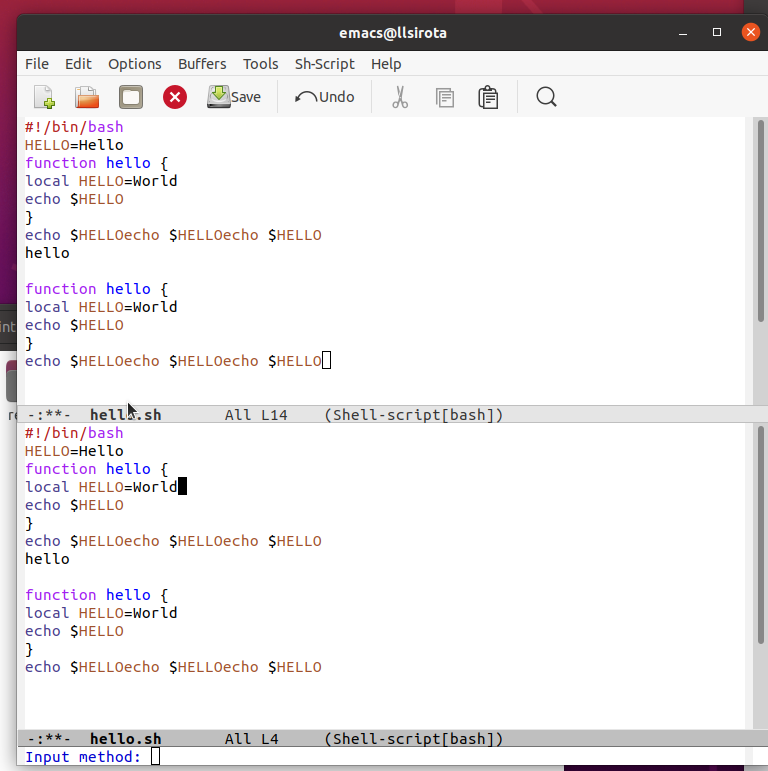 emacs@llsirota
File Edit Options Buffers Tools Sh-Script Help
Save Undo
#!/bin/bash
HELLO=Hello
function hello {
local HELLO=World
echo $HELLO
}
echo $HELLOecho $HELLOecho $HELLO
hello
function hello {
local HELLO=World
echo $HELLO
}
echo $HELLOecho $HELLOecho $HELLO
-:**- hello.sh All L14 (Shell-script[bash])
#!/bin/bash
HELLO=Hello
function hello {
local HELLO=World
echo $HELLO
}
echo $HELLOecho $HELLOecho $HELLO
hello
function hello {
local HELLO=World
echo $HELLO
}
echo $HELLOecho $HELLOecho $HELLO
-:**- hello.sh All L4 (Shell-script[bash])
Input method: